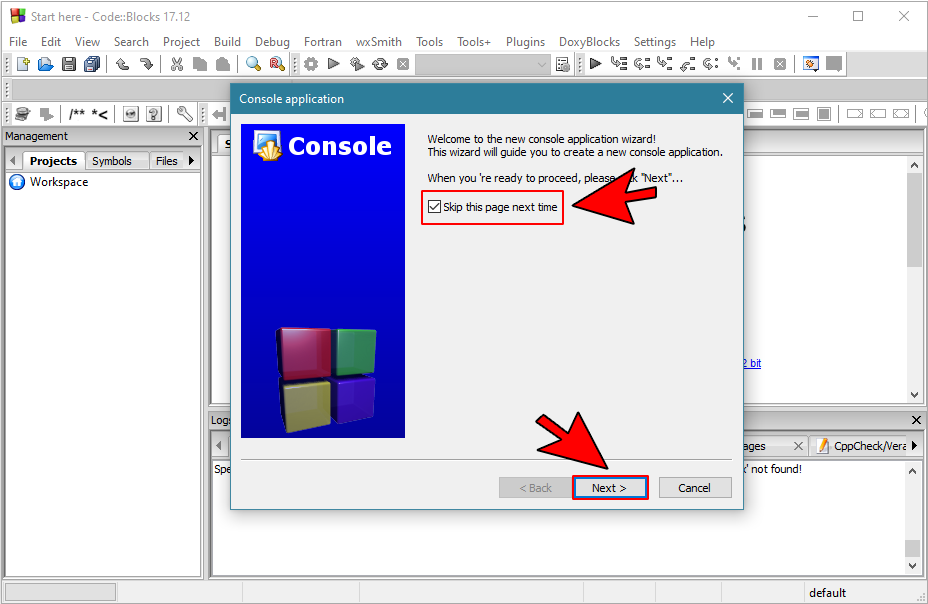 Start here - Code::Blocks 17.12
File Edit View Search Project Build Debug Fortran wxSmith Tools Tools+ Plugins DoxyBlocks Settings Help
/** *<
Management
Projects Symbols Files
Workspace
Console application
Console
Welcome to the new console application wizard!
This wizard will guide you to create a new console application.
When you 're ready to proceed, please "Next"...
Skip this page next time
< Back Next > Cancel
2 bit
Logs
ages CppCheck/Vera
Spe
' not found!
default